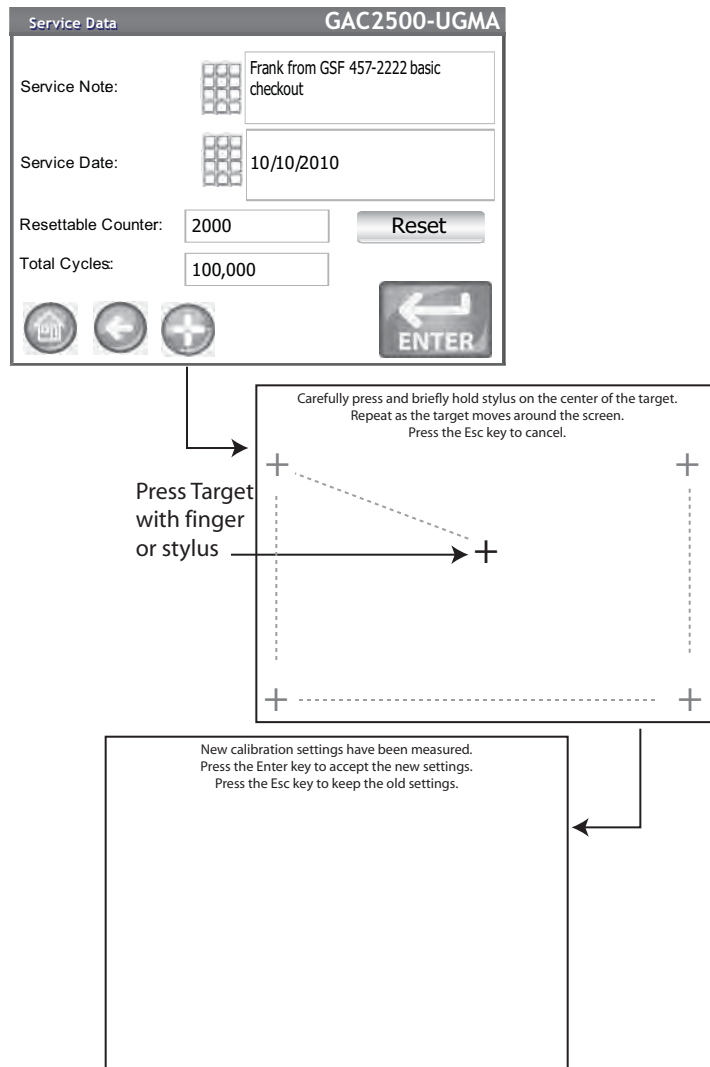 Service Data
GAC2500-UGMA
Service Note:
Frank from GSF 457-2222 basic
checkout
Service Date:
10/10/2010
Resettable Counter:
2000
Reset
Total Cycles:
100,000
ENTER
Carefully press and briefly hold stylus on the center of the target.
Repeat as the target moves around the screen.
Press the Esc key to cancel.
Press Target
with finger
or stylus
New calibration settings have been measured.
Press the Enter key to accept the new settings.
Press the Esc key to keep the old settings.